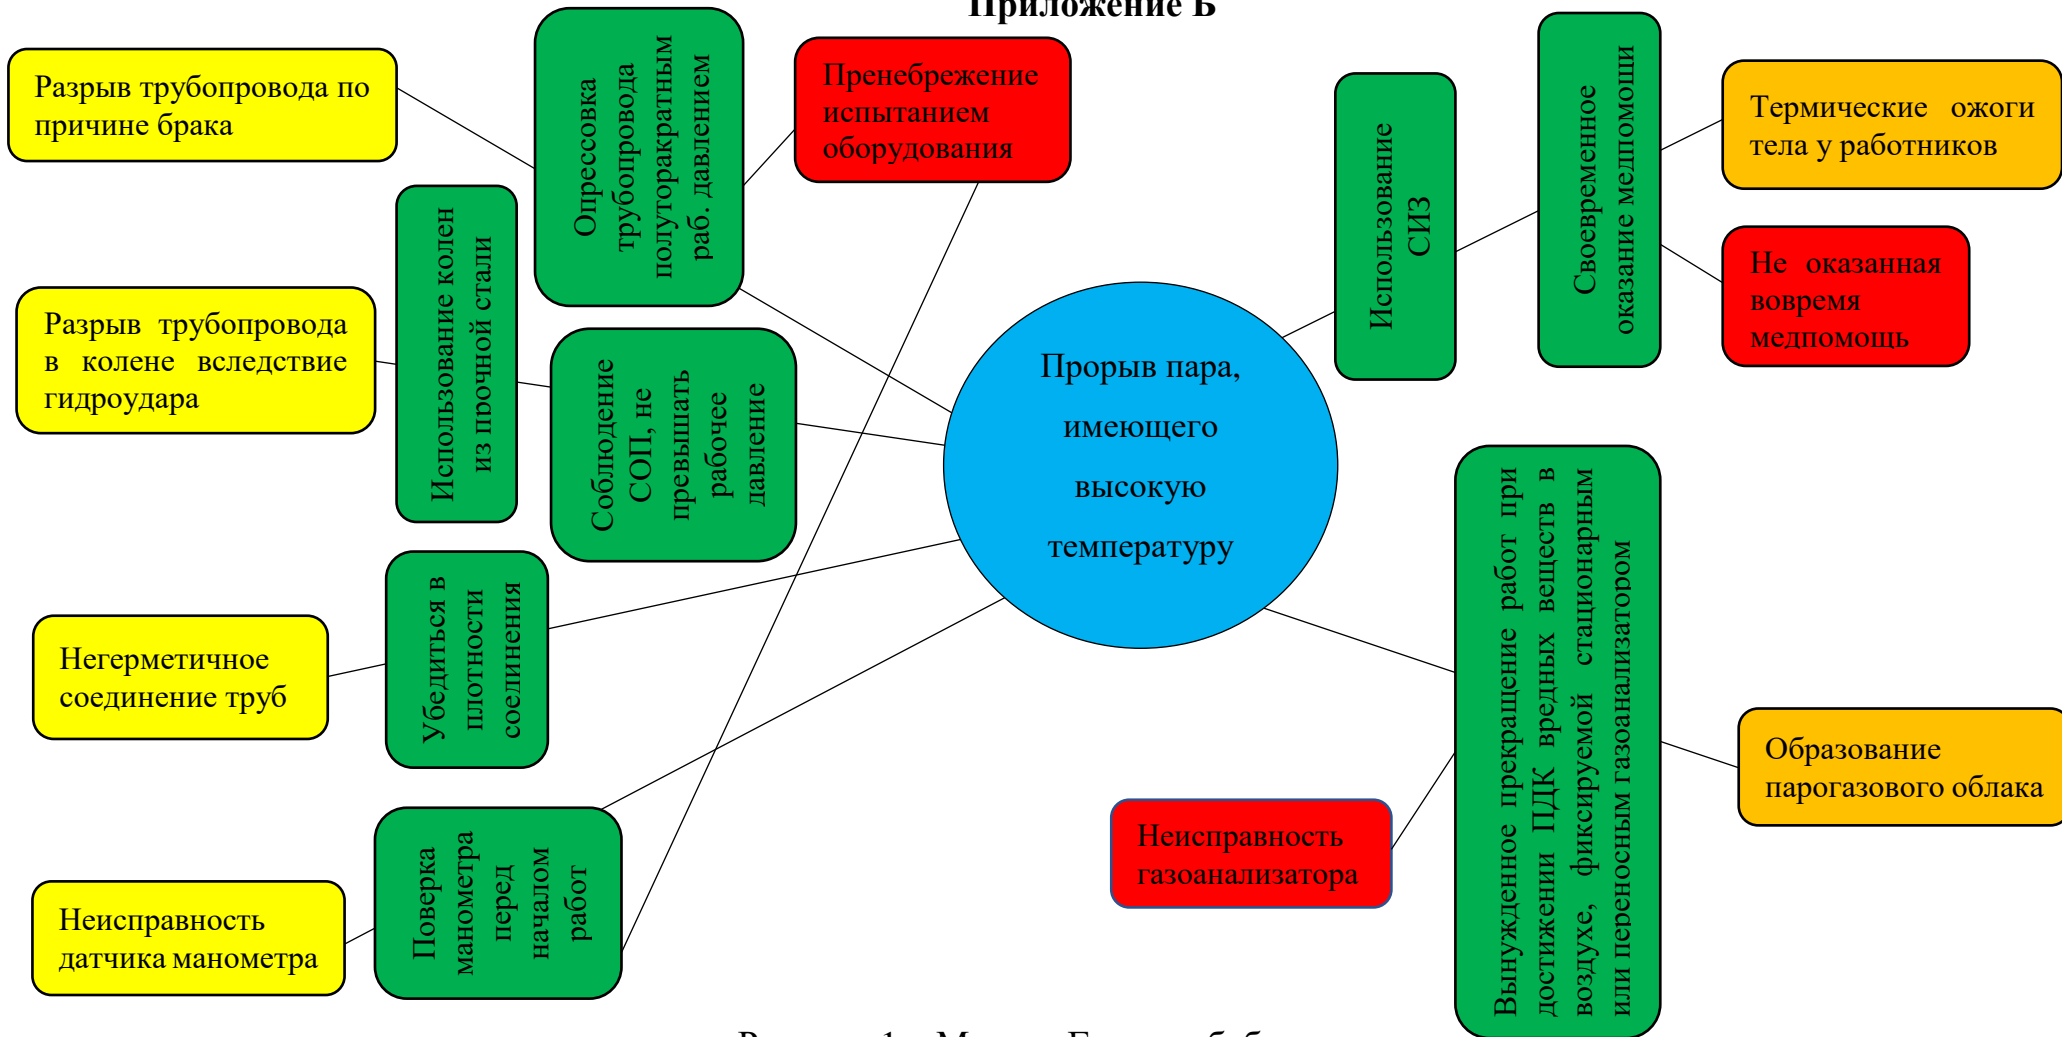 Приложение Б
Разрыв трубопровода по
причине брака
Опрессовка
трубопровода
полуторакратным
раб. давлением
Пренебрежение
испытанием
оборудования
Использование
СИЗ
Своевременное
оказание медпомоши
Термические ожоги
тела у работников
Не оказанная
вовремя
медпомощь
Разрыв трубопровода
в колене вследствие
гидроудара
Использование колен
из прочной стали
Соблюдение
СОП, не
превышать
рабочее
давление
Прорыв пара,
имеющего
высокую
температуру
Негерметичное
соединение труб
Убедиться в
плотности
соединения
Вынужденное прекращение работ при
достижении ПДК вредных веществ в
воздухе, фиксируемой стационарным
или переносным газоанализатором
Образование
парогазового облака
Неисправность
газоанализатора
Неисправность
датчика манометра
Поверка
манометра
перед
началом
работ